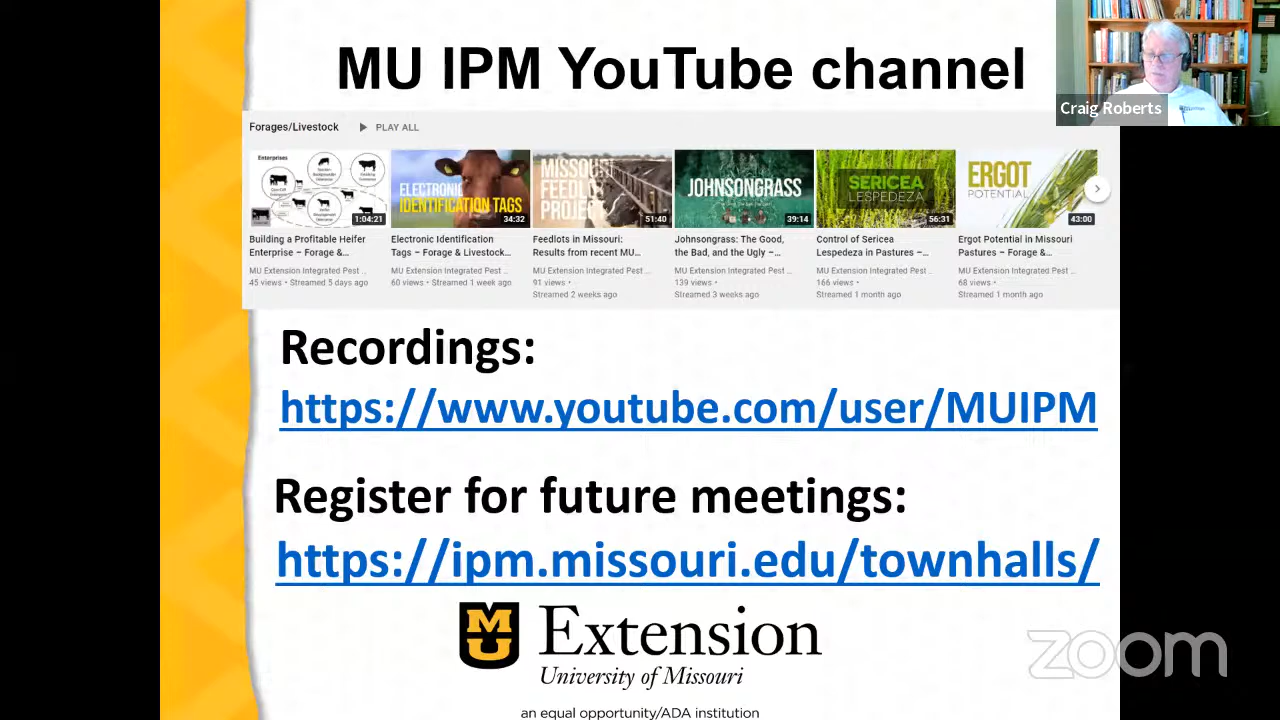 MU IPM YouTube channel
Craig Roberts
Forages/Livestock PLAY ALL
Enterprises
1:04:21
ELECTRONIC
IDENTIFICATION TAGS
34:32
MISSOURI
FEEDLOT
PROJECT
51:40
JOHNSONGRASS
39:14
SERICEA
LESPEDEZA
56:31
ERGOT
POTENTIAL
43:00
Building a Profitable Heifer
Enterprise – Forage &...
MU Extension Integrated Pest ...
45 views • Streamed 5 days ago
Electronic Identification
Tags – Forage & Livestock...
MU Extension Integrated Pest ...
60 views • Streamed 1 week ago
Feedlots in Missouri:
Results from recent MU...
MU Extension Integrated Pest ...
91 views •
Streamed 2 weeks ago
Johnsongrass: The Good,
the Bad, and the Ugly –...
MU Extension Integrated Pest ...
139 views •
Streamed 3 weeks ago
Control of Sericea
Lespedeza in Pastures –...
MU Extension Integrated Pest ...
166 views •
Streamed 1 month ago
Ergot Potential in Missouri
Pastures – Forage &...
MU Extension Integrated Pest ...
68 views •
Streamed 1 month ago
Recordings:
https://www.youtube.com/user/MUIPM
Register for future meetings:
https://ipm.missouri.edu/townhalls/
MU Extension
University of Missouri
an equal opportunity/ADA institution
zoom